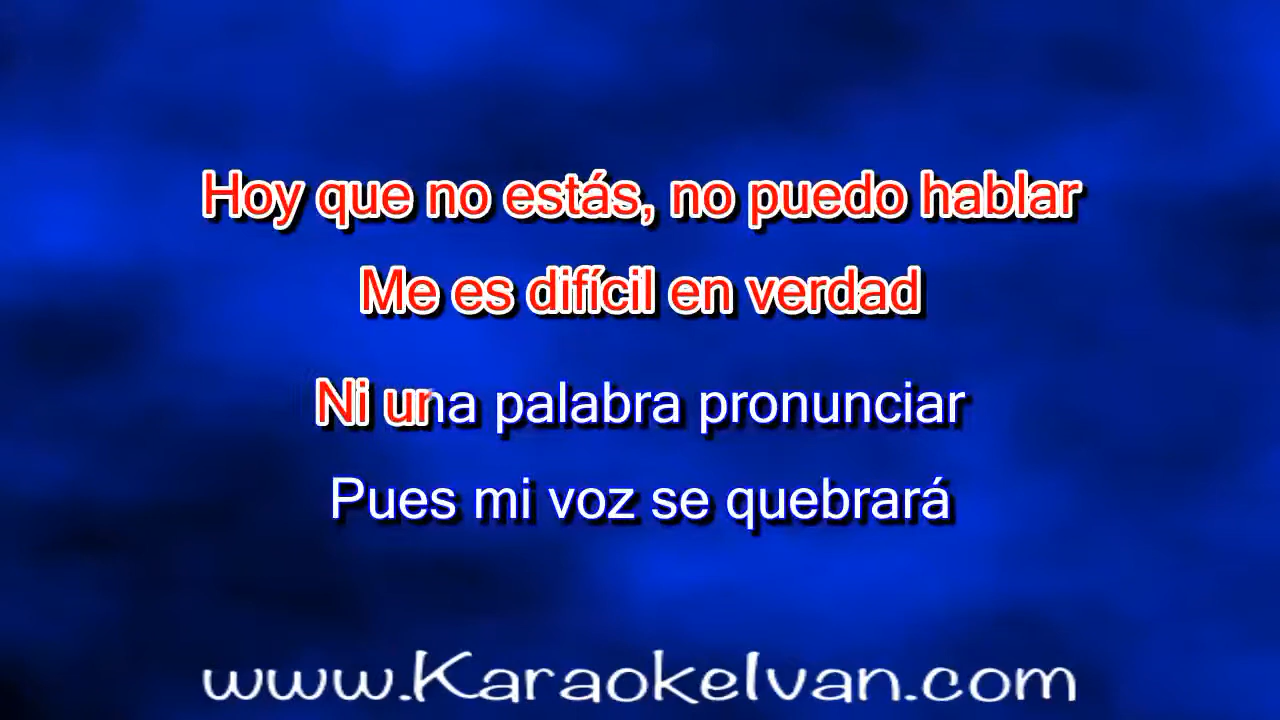 Hoy que no estás, no puedo hablar
Me es difícil en verdad
Ni una palabra pronunciar
Pues mi voz se quebrará
www.KaraokeIvan.com